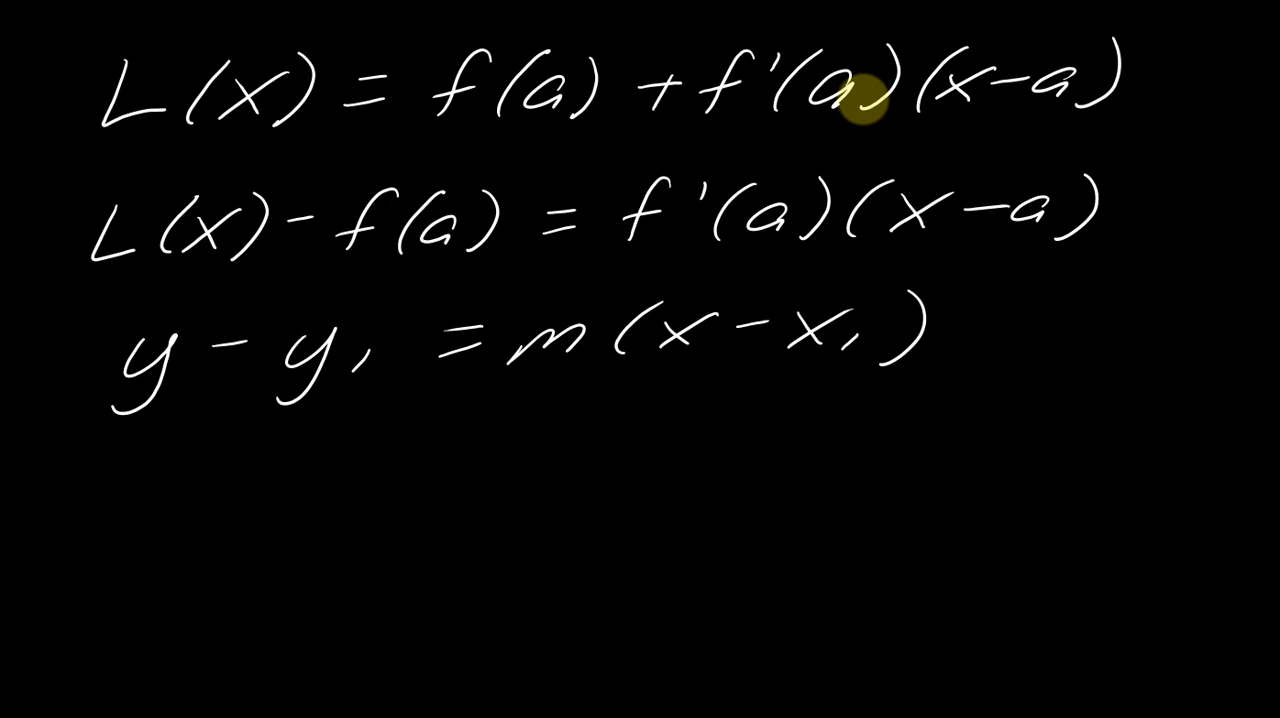 L(x) = f(a) + f'(a)(x-a)
L(x) - f(a) = f'(a)(x-a)
y - y₁ = m(x - x₁)